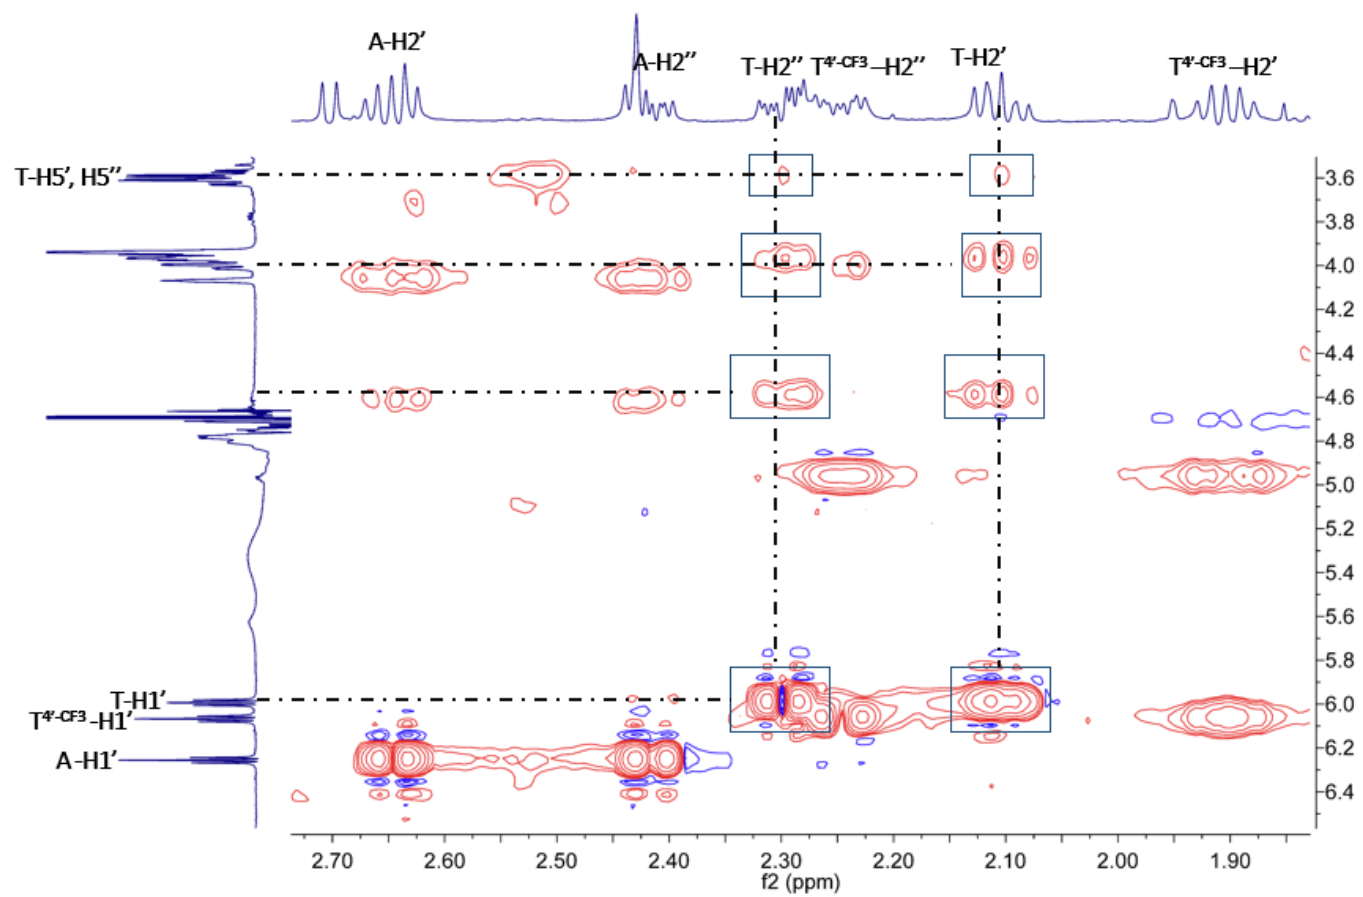 A-H2’
A-H2’’
T-H2’’
T4’-CF3–H2’’
T-H2’
T4’-CF3–H2’
T-H5’, H5’’
3.6
3.8
4.0
4.2
4.4
4.6
4.8
5.0
5.2
5.4
5.6
5.8
T-H1’
6.0
T4’-CF3-H1’
A-H1’
6.2
6.4
2.70
2.60
2.50
2.40
2.30
2.20
2.10
2.00
1.90
f2 (ppm)